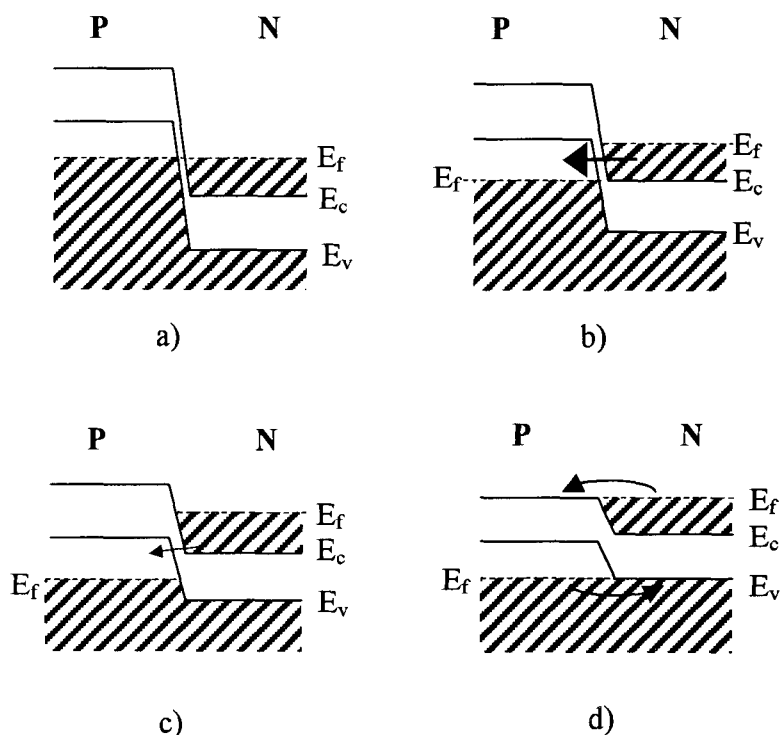 P N
E_f
E_c
E_v
a)
P N
E_f
E_f
E_c
E_v
b)
P N
E_f
E_c
E_f
E_v
c)
P N
E_f
E_c
E_f E_v
d)